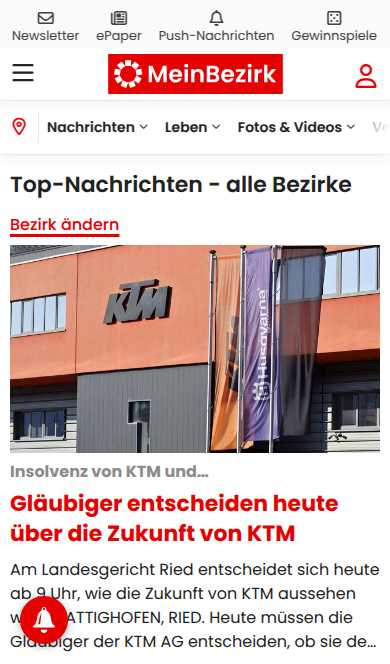 Newsletter ePaper Push-Nachrichten Gewinnspiele
MeinBezirk
Nachrichten Leben Fotos & Videos
Top-Nachrichten - alle Bezirke
Bezirk ändern
KTM
Husqvarna
Insolvenz von KTM und...
Gläubiger entscheiden heute
über die Zukunft von KTM
Am Landesgericht Ried entscheidet sich heute
ab 9 Uhr, wie die Zukunft von KTM aussehen
ATTIGHOFEN, RIED. Heute müssen die
Gläubiger der KTM AG entscheiden, ob sie de...